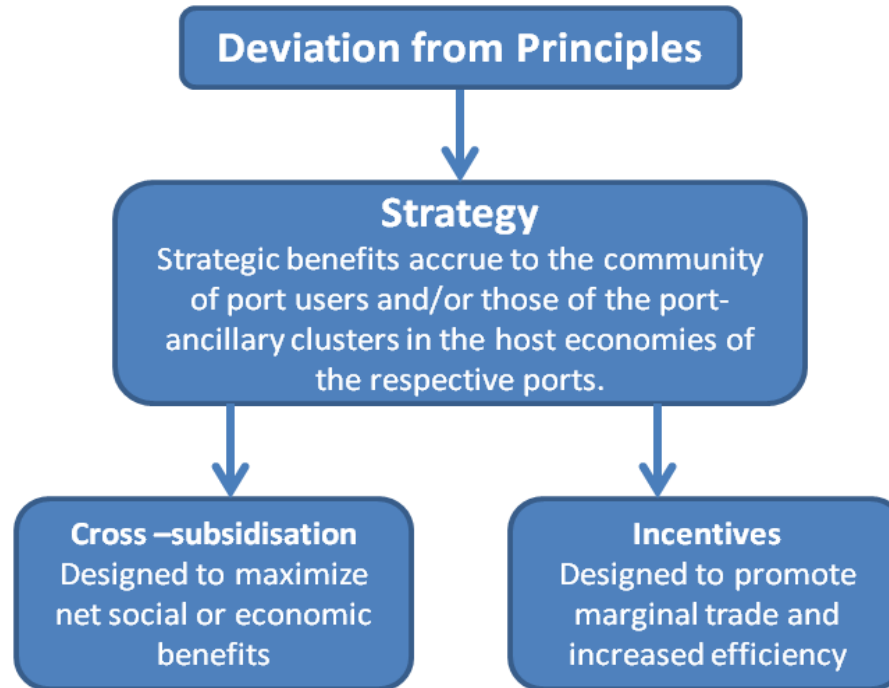 Deviation from Principles
Strategy
Strategic benefits accrue to the community
of port users and/or those of the port-
ancillary clusters in the host economies of
the respective ports.
Cross –subsidisation
Designed to maximize
net social or economic
benefits
Incentives
Designed to promote
marginal trade and
increased efficiency